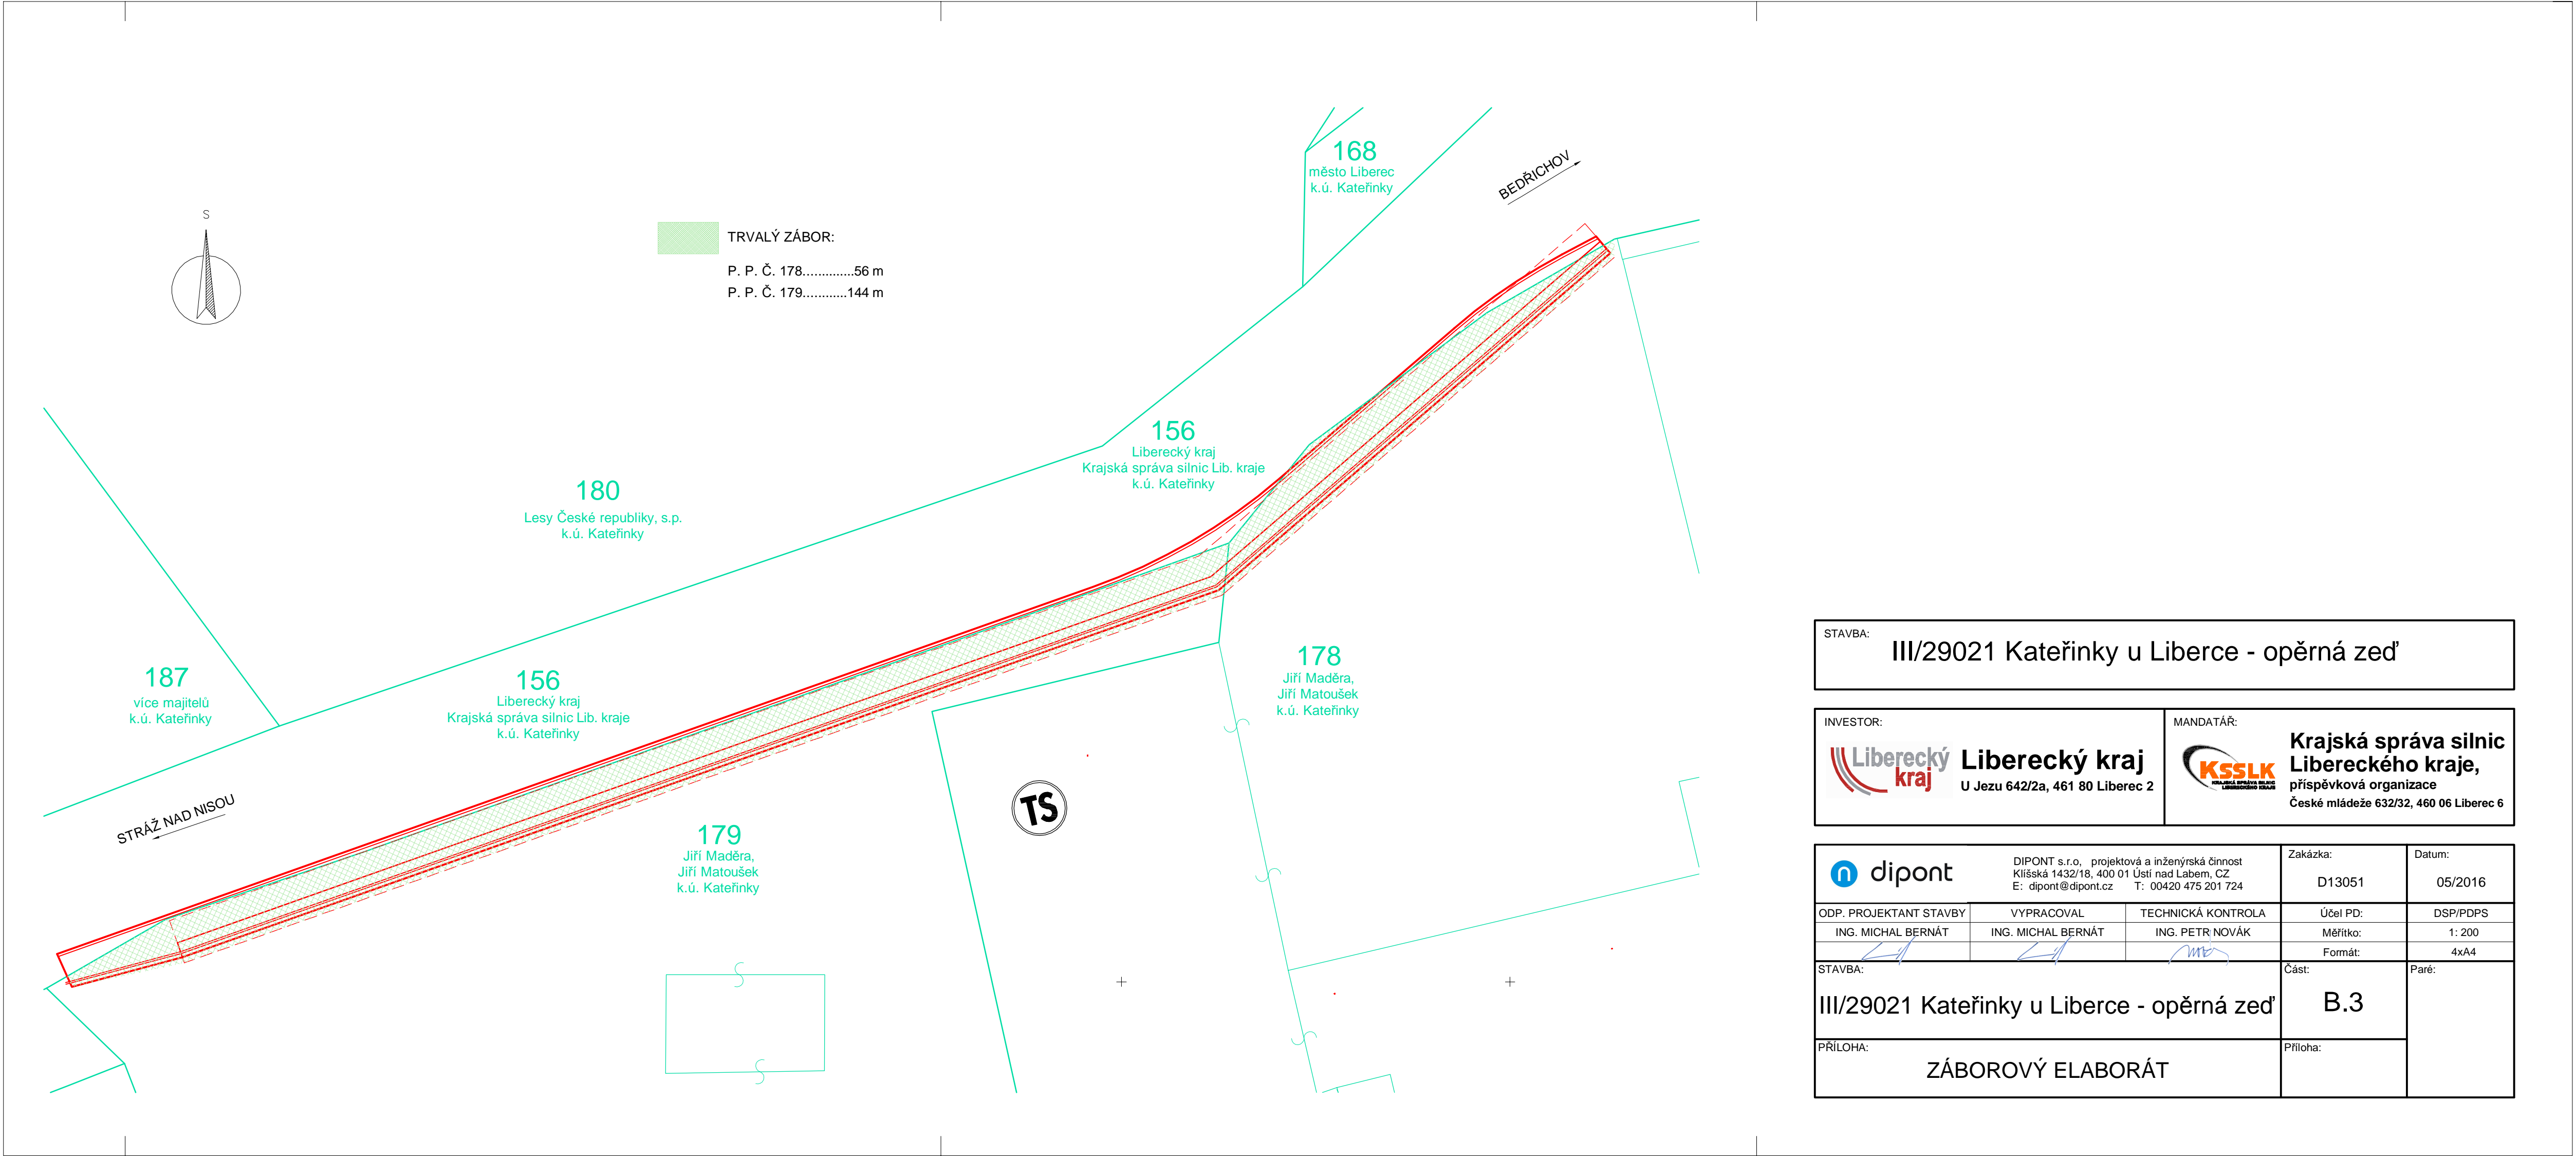 168
město Liberec
k.ú. Kateřinky
BEDŘICHOV
S
TRVALÝ ZÁBOR:
P. P. Č. 178..............56 m
P. P. Č. 179............144 m
156
Liberecký kraj
Krajská správa silnic Lib. kraje
k.ú. Kateřinky
180
Lesy České republiky, s.p.
k.ú. Kateřinky
187
více majitelů
k.ú. Kateřinky
156
Liberecký kraj
Krajská správa silnic Lib. kraje
k.ú. Kateřinky
178
Jiří Maděra,
Jiří Matoušek
k.ú. Kateřinky
STRÁŽ NAD NISOU
TS
179
Jiří Maděra,
Jiří Matoušek
k.ú. Kateřinky
STAVBA:
III/29021 Kateřinky u Liberce - opěrná zeď
INVESTOR:
Liberecký
kraj
Liberecký kraj
U Jezu 642/2a, 461 80 Liberec 2
MANDATÁŘ:
KSSLK
KRAJSKÁ SPRÁVA SILNIC
LIBERECKÉHO KRAJE
Krajská správa silnic
Libereckého kraje,
příspěvková organizace
České mládeže 632/32, 460 06 Liberec 6
dipont
DIPONT s.r.o, projektová a inženýrská činnost
Klíšská 1432/18, 400 01 Ústí nad Labem, CZ
E: dipont@dipont.cz T: 00420 475 201 724
Zakázka:
D13051
Datum:
05/2016
ODP. PROJEKTANT STAVBY VYPRACOVAL TECHNICKÁ KONTROLA Účel PD: DSP/PDPS
ING. MICHAL BERNÁT ING. MICHAL BERNÁT ING. PETR NOVÁK Měřítko: 1: 200
Formát: 4xA4
STAVBA:
III/29021 Kateřinky u Liberce - opěrná zeď
Část:
B.3
Paré:
PŘÍLOHA:
ZÁBOROVÝ ELABORÁT
Příloha: